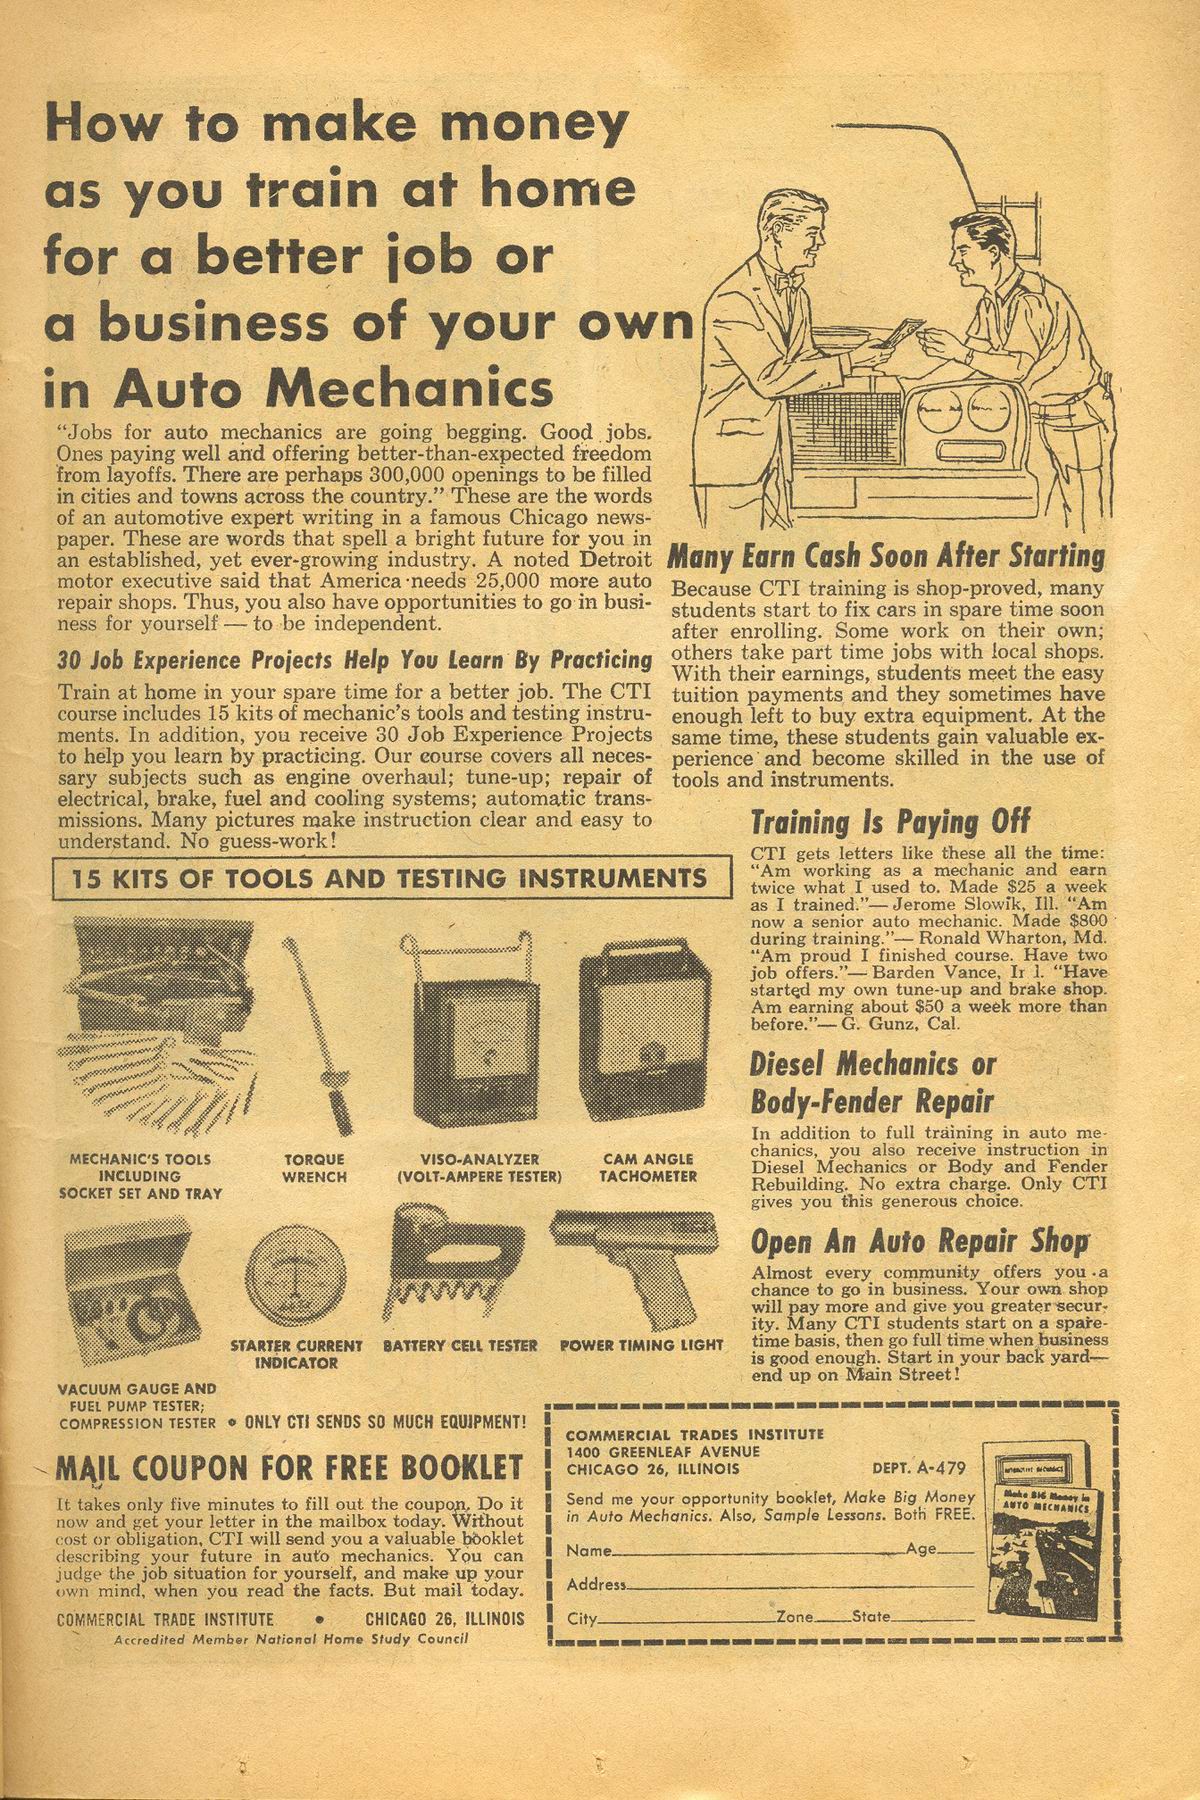 How to make money
as you train at home
for a better job or
a business of your own
in Auto Mechanics
"Jobs for auto mechanics are going begging. Good jobs.
Ones paying well and offering better-than-expected freedom
from layoffs. There are perhaps 300,000 openings to be filled
in cities and towns across the country." These are the words
of an automotive expert writing in a famous Chicago news-
paper. These are words that spell a bright future for you in
an established, yet ever-growing industry. A noted Detroit
motor executive said that America needs 25,000 more auto
repair shops. Thus, you also have opportunities to go in busi-
ness for yourself — to be independent.
30 Job Experience Projects Help You Learn By Practicing
Train at home in your spare time for a better job. The CTI
course includes 15 kits of mechanic's tools and testing instru-
ments. In addition, you receive 30 Job Experience Projects
to help you learn by practicing. Our course covers all neces-
sary subjects such as engine overhaul; tune-up; repair of
electrical, brake, fuel and cooling systems; automatic trans-
missions. Many pictures make instruction clear and easy to
understand. No guess-work!
Many Earn Cash Soon After Starting
Because CTI training is shop-proved, many
students start to fix cars in spare time soon
after enrolling. Some work on their own;
others take part time jobs with local shops.
With their earnings, students meet the easy
tuition payments and they sometimes have
enough left to buy extra equipment. At the
same time, these students gain valuable ex-
perience and become skilled in the use of
tools and instruments.
15 KITS OF TOOLS AND TESTING INSTRUMENTS
MECHANIC'S TOOLS
INCLUDING
SOCKET SET AND TRAY
TORQUE
WRENCH
VISO-ANALYZER
(VOLT-AMPERE TESTER)
CAM ANGLE
TACHOMETER
VACUUM GAUGE AND
FUEL PUMP TESTER;
COMPRESSION TESTER
STARTER CURRENT
INDICATOR
BATTERY CELL TESTER
POWER TIMING LIGHT
• ONLY CTI SENDS SO MUCH EQUIPMENT!
Training Is Paying Off
CTI gets letters like these all the time:
"Am working as a mechanic and earn
twice what I used to. Made $25 a week
as I trained."— Jerome Slowik, Ill. "Am
now a senior auto mechanic. Made $800
during training."— Ronald Wharton, Md.
"Am proud I finished course. Have two
job offers."— Barden Vance, "Have
started my own tune-up and brake shop.
Am earning about $50 a week more than
before."— G. Gunz, Cal.
Diesel Mechanics or
Body-Fender Repair
In addition to full training in auto me-
chanics, you also receive instruction in
Diesel Mechanics or Body and Fender
Rebuilding. No extra charge. Only CTI
gives you this generous choice.
Open An Auto Repair Shop
Almost every community offers you a
chance to go in business. Your own shop
will pay more and give you greater secur-
ity. Many CTI students start on a spare-
time basis, then go full time when business
is good enough. Start in your back yard—
end up on Main Street!
MAIL COUPON FOR FREE BOOKLET
It takes only five minutes to fill out the coupon. Do it
now and get your letter in the mailbox today. Without
cost or obligation, CTI will send you a valuable booklet
describing your future in auto mechanics. You can
judge the job situation for yourself, and make up your
own mind, when you read the facts. But mail today.
COMMERCIAL TRADE INSTITUTE • CHICAGO 26, ILLINOIS
Accredited Member National Home Study Council
COMMERCIAL TRADES INSTITUTE
1400 GREENLEAF AVENUE
CHICAGO 26, ILLINOIS DEPT. A-479
Send me your opportunity booklet, Make Big Money
in Auto Mechanics. Also, Sample Lessons. Both FREE.
Name Age
Address
City Zone State
Make Big Money in
AUTO MECHANICS